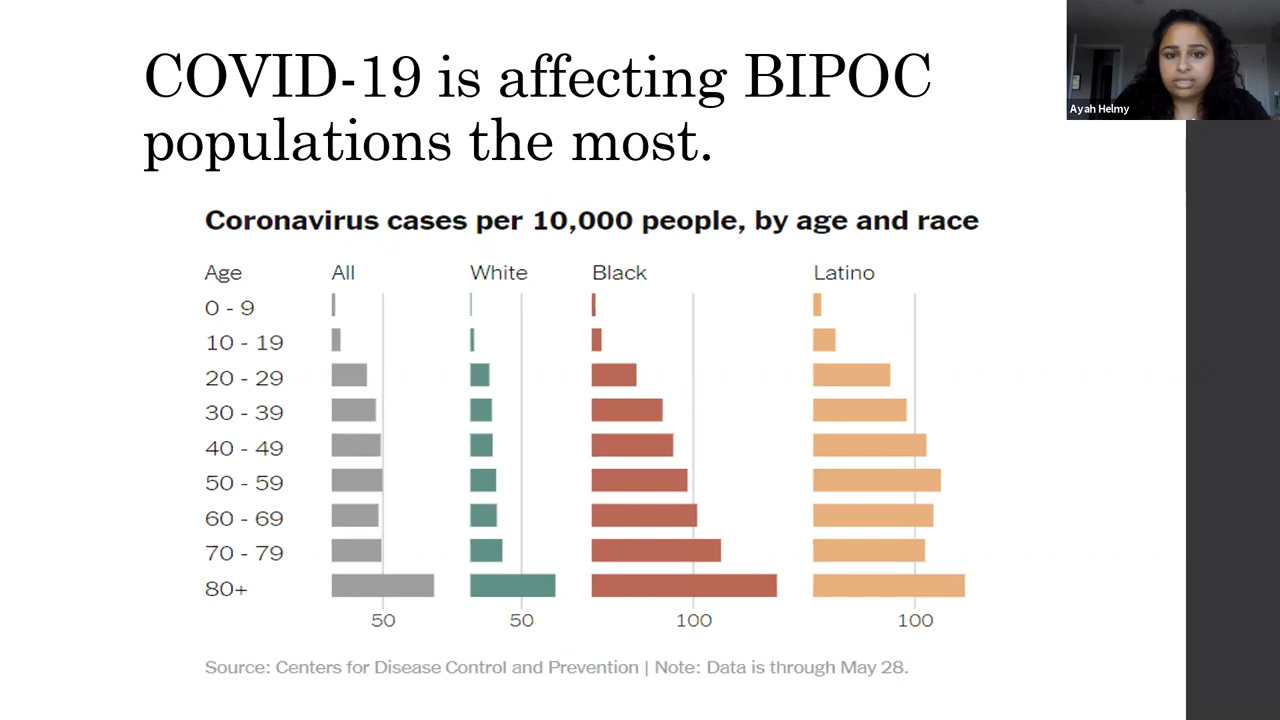 COVID-19 is affecting BIPOC
populations the most.
Ayah Helmy
Coronavirus cases per 10,000 people, by age and race
Age All White Black Latino
0 - 9
10 - 19
20 - 29
30 - 39
40 - 49
50 - 59
60 - 69
70 - 79
80+
50 50 100 100
Source: Centers for Disease Control and Prevention | Note: Data is through May 28.